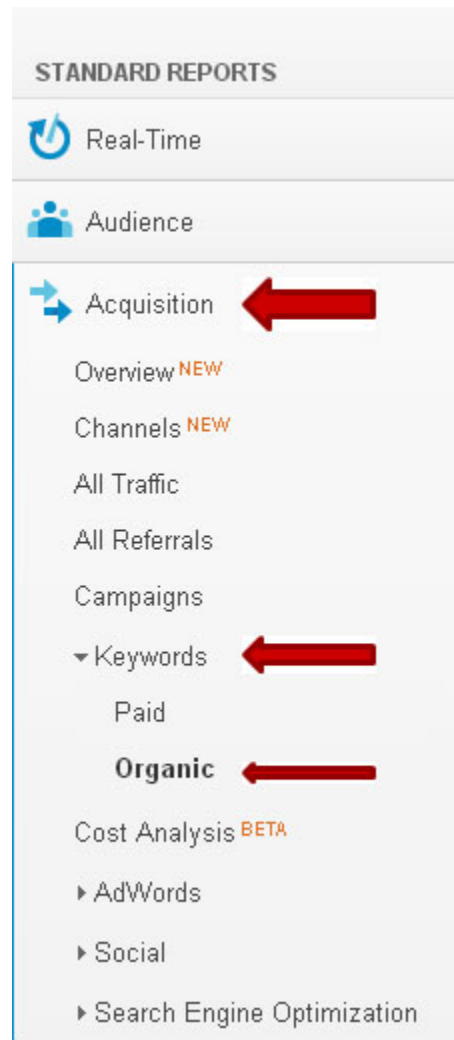 STANDARD REPORTS
Real-Time
Audience
Acquisition
Overview NEW
Channels NEW
All Traffic
All Referrals
Campaigns
Keywords
Paid
Organic
Cost Analysis BETA
AdWords
Social
Search Engine Optimization